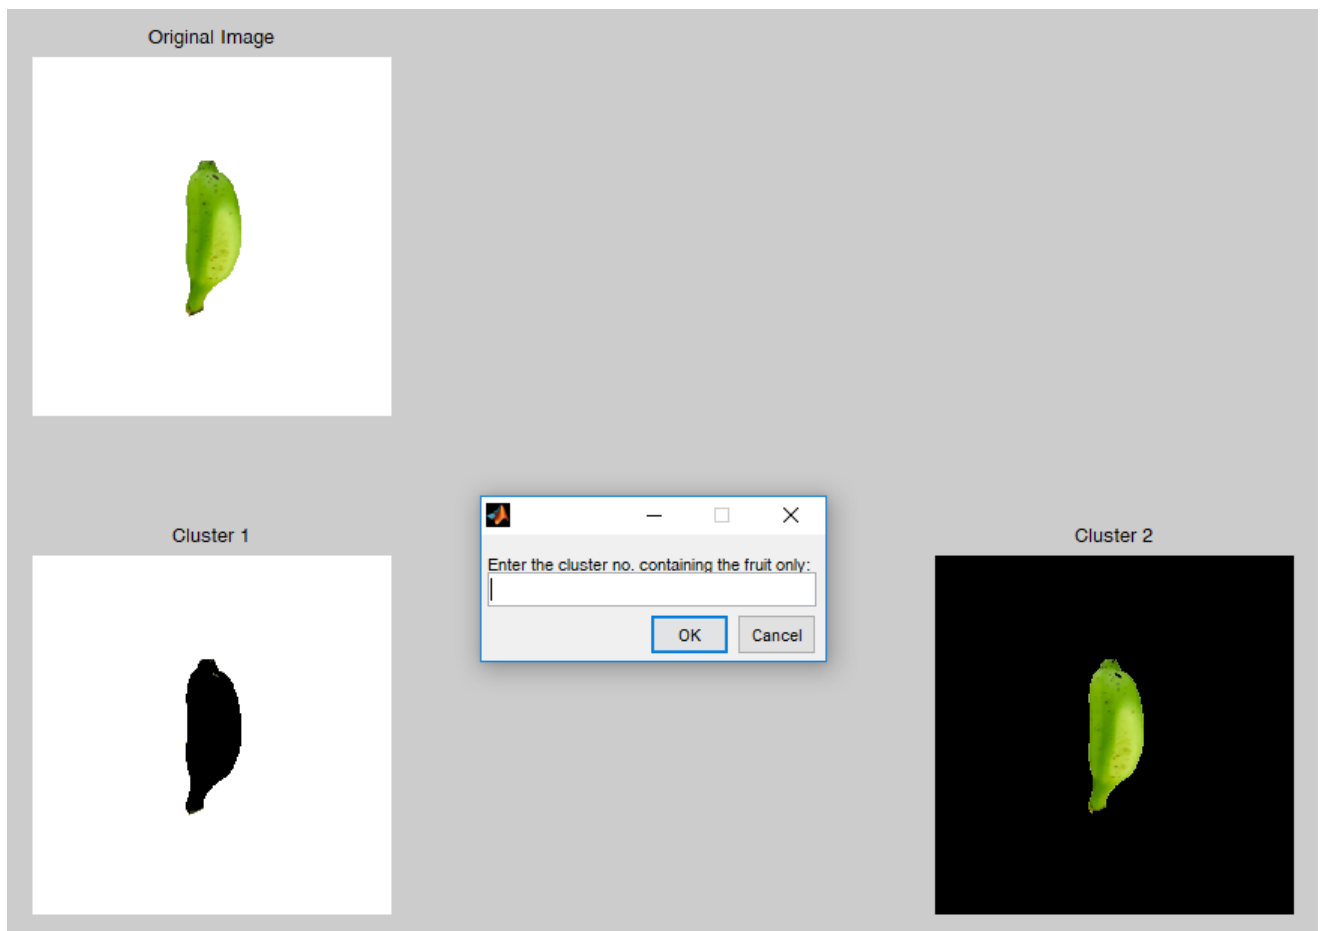 Original Image
Cluster 1
Enter the cluster no. containing the fruit only:
OK
Cancel
Cluster 2